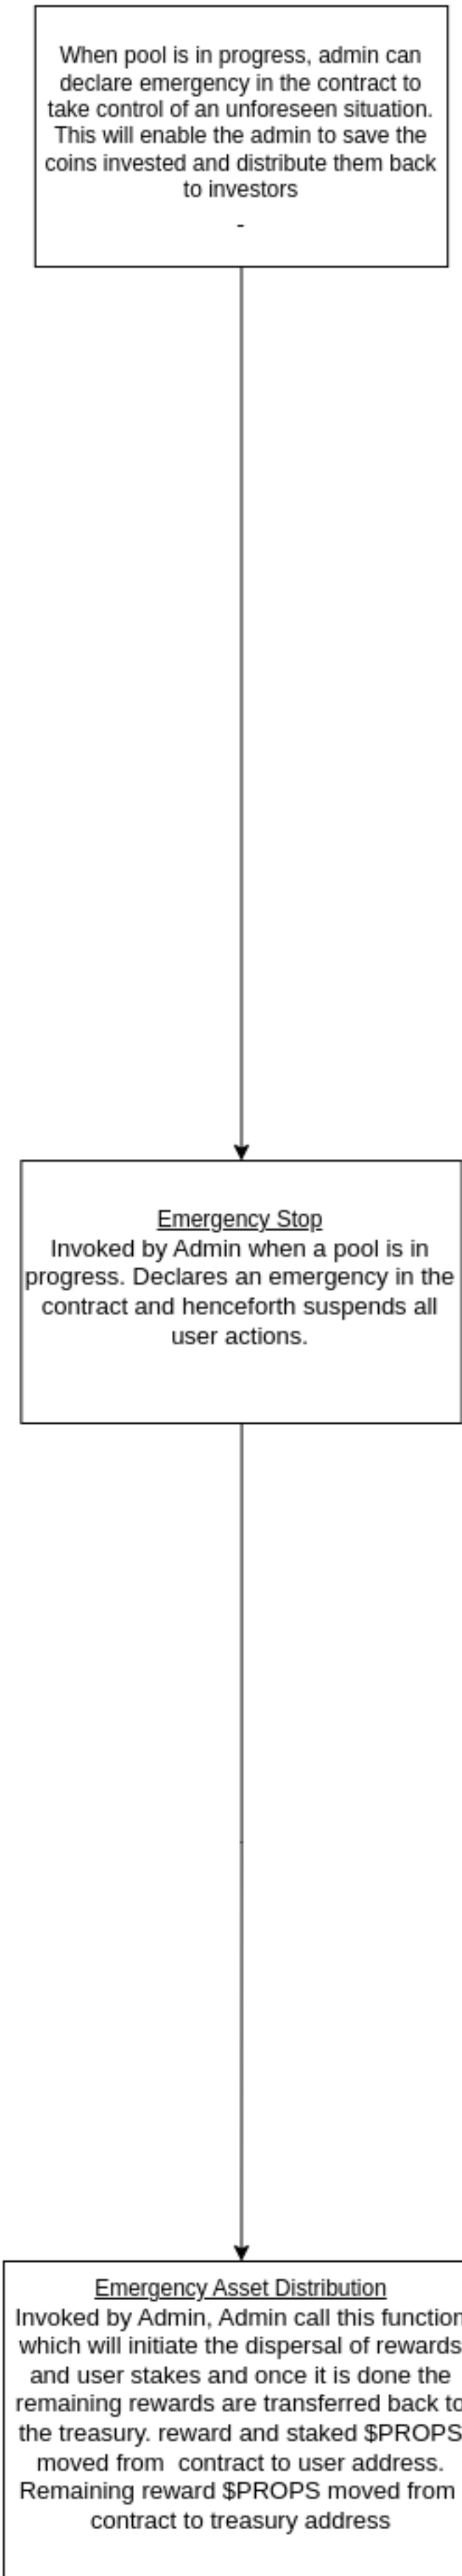 When pool is in progress, admin can
declare emergency in the contract to
take control of an unforeseen situation.
This will enable the admin to save the
coins invested and distribute them back
to investors
-
Emergency Stop
Invoked by Admin when a pool is in
progress. Declares an emergency in the
contract and henceforth suspends all
user actions.
Emergency Asset Distribution
Invoked by Admin, Admin call this function
which will initiate the dispersal of rewards
and user stakes and once it is done the
remaining rewards are transferred back to
the treasury. reward and staked $PROPS
moved from  contract to user address.
Remaining reward $PROPS moved from
contract to treasury address